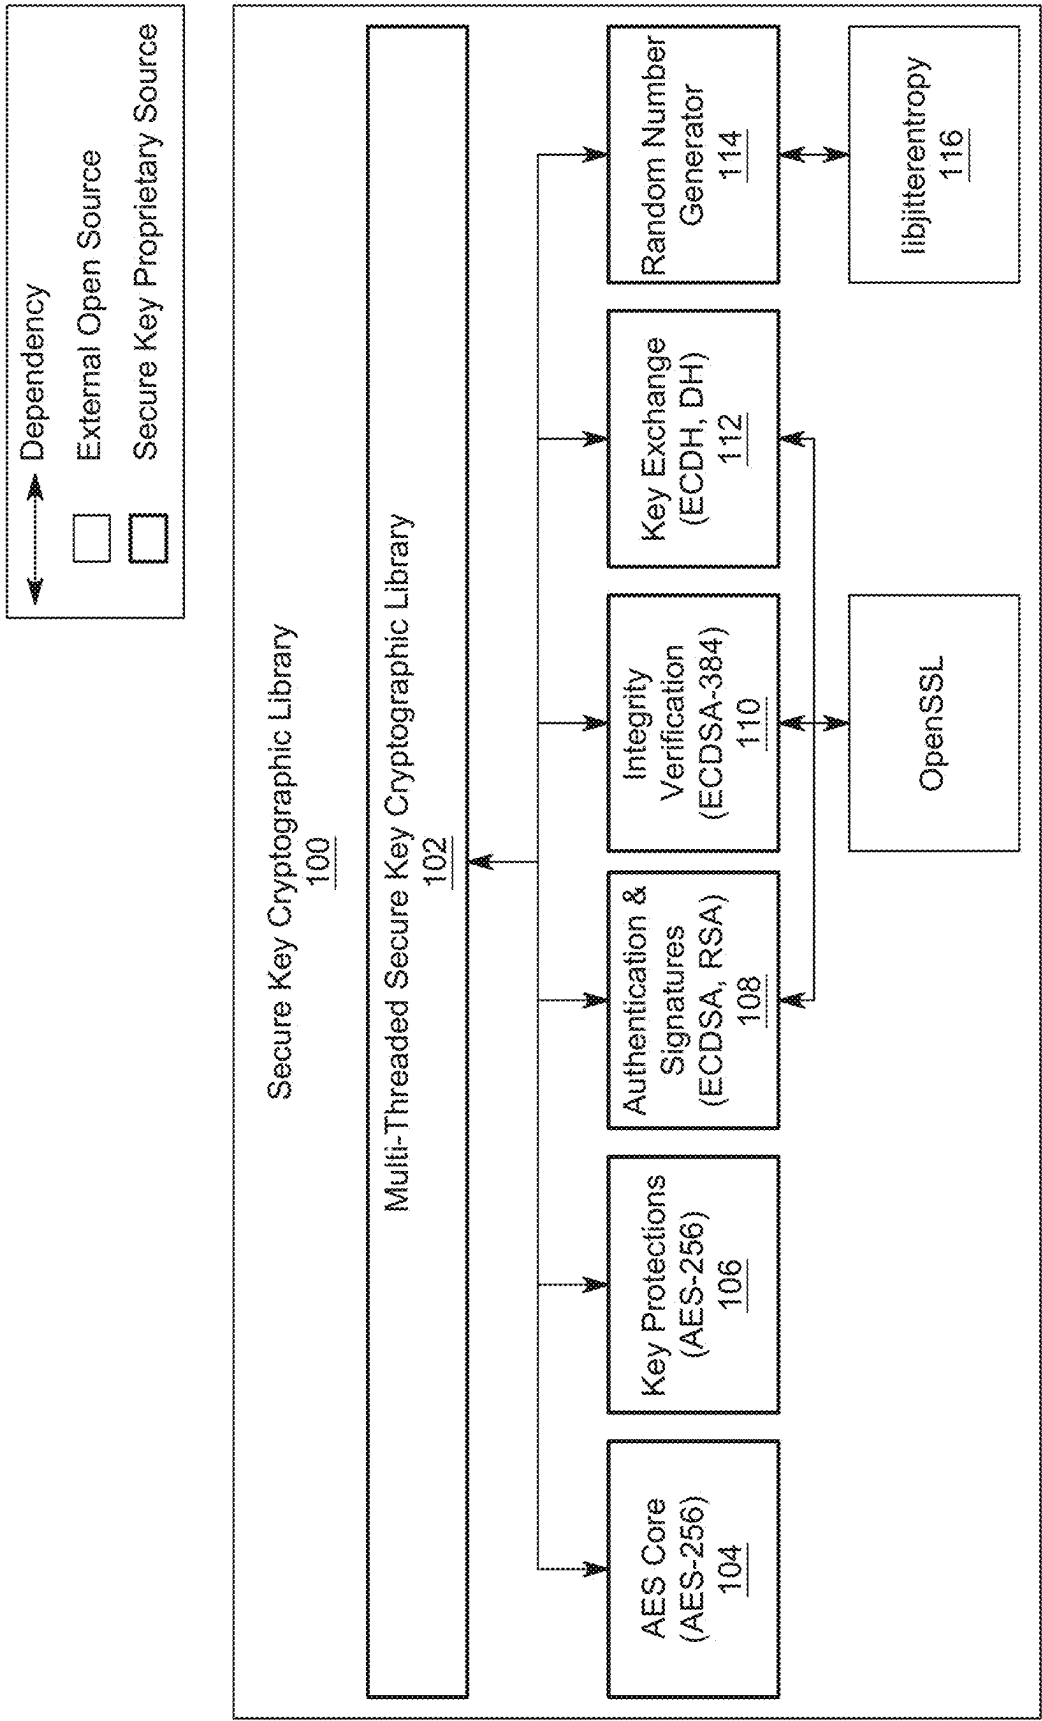 Dependency
External Open Source
Secure Key Proprietary Source
Secure Key Cryptographic Library
100
Multi-Threaded Secure Key Cryptographic Library
102
AES Core
(AES-256)
104
Key Protections
(AES-256)
106
Authentication &
Signatures
(ECDSA, RSA)
108
Integrity
Verification
(ECDSA-384)
110
Key Exchange
(ECDH, DH)
112
Random Number
Generator
114
OpenSSL
libjitterentropy
116